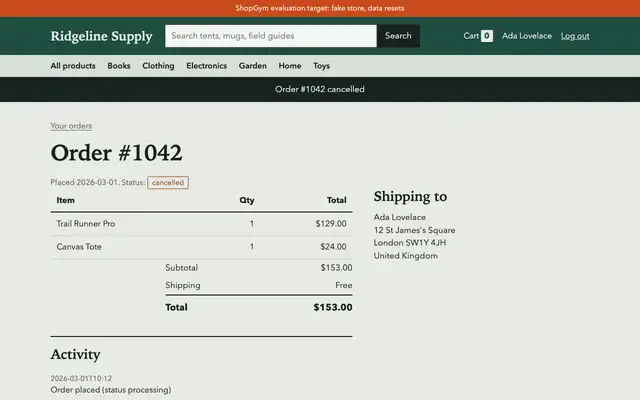 ShopGym evaluation target: fake store, data resets
Ridgeline Supply
Search tents, mugs, field guides
Search
Cart 0
Ada Lovelace
Log out
All products Books Clothing Electronics Garden Home Toys
Order #1042 cancelled
Your orders
Order #1042
Placed 2026-03-01. Status: cancelled
Item Qty Total
Trail Runner Pro 1 $129.00
Canvas Tote 1 $24.00
Subtotal $153.00
Shipping Free
Total $153.00
Shipping to
Ada Lovelace
12 St James's Square
London SW1Y 4JH
United Kingdom
Activity
2026-03-01T10:12
Order placed (status processing)